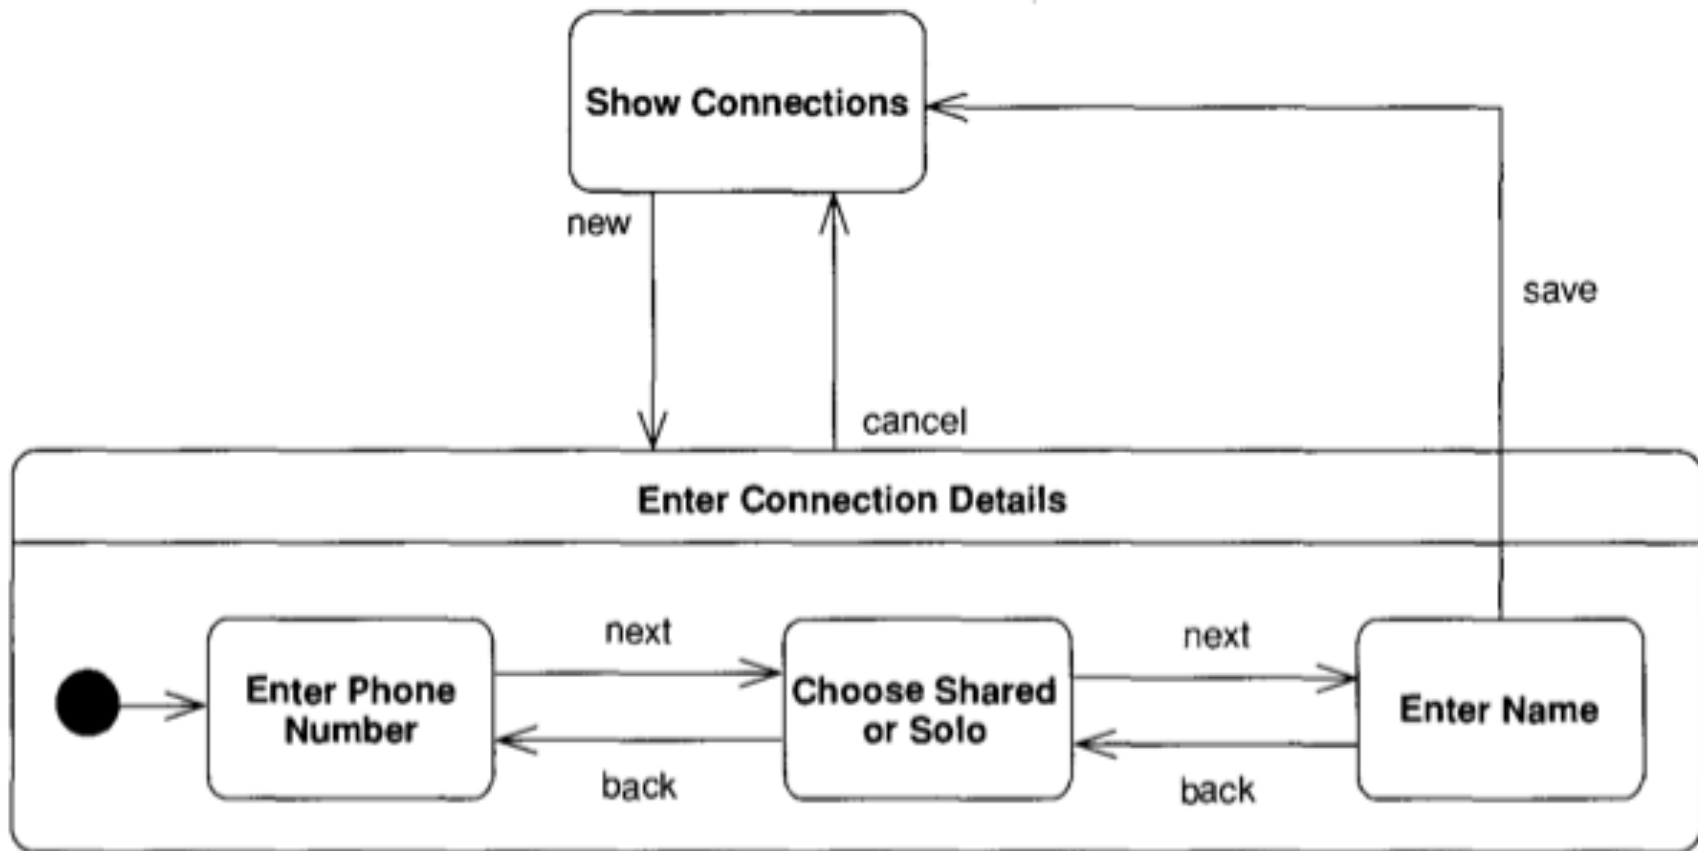 Show Connections
new
save
cancel
Enter Connection Details
next
next
Enter Phone
Number
Choose Shared
or Solo
Enter Name
back
back